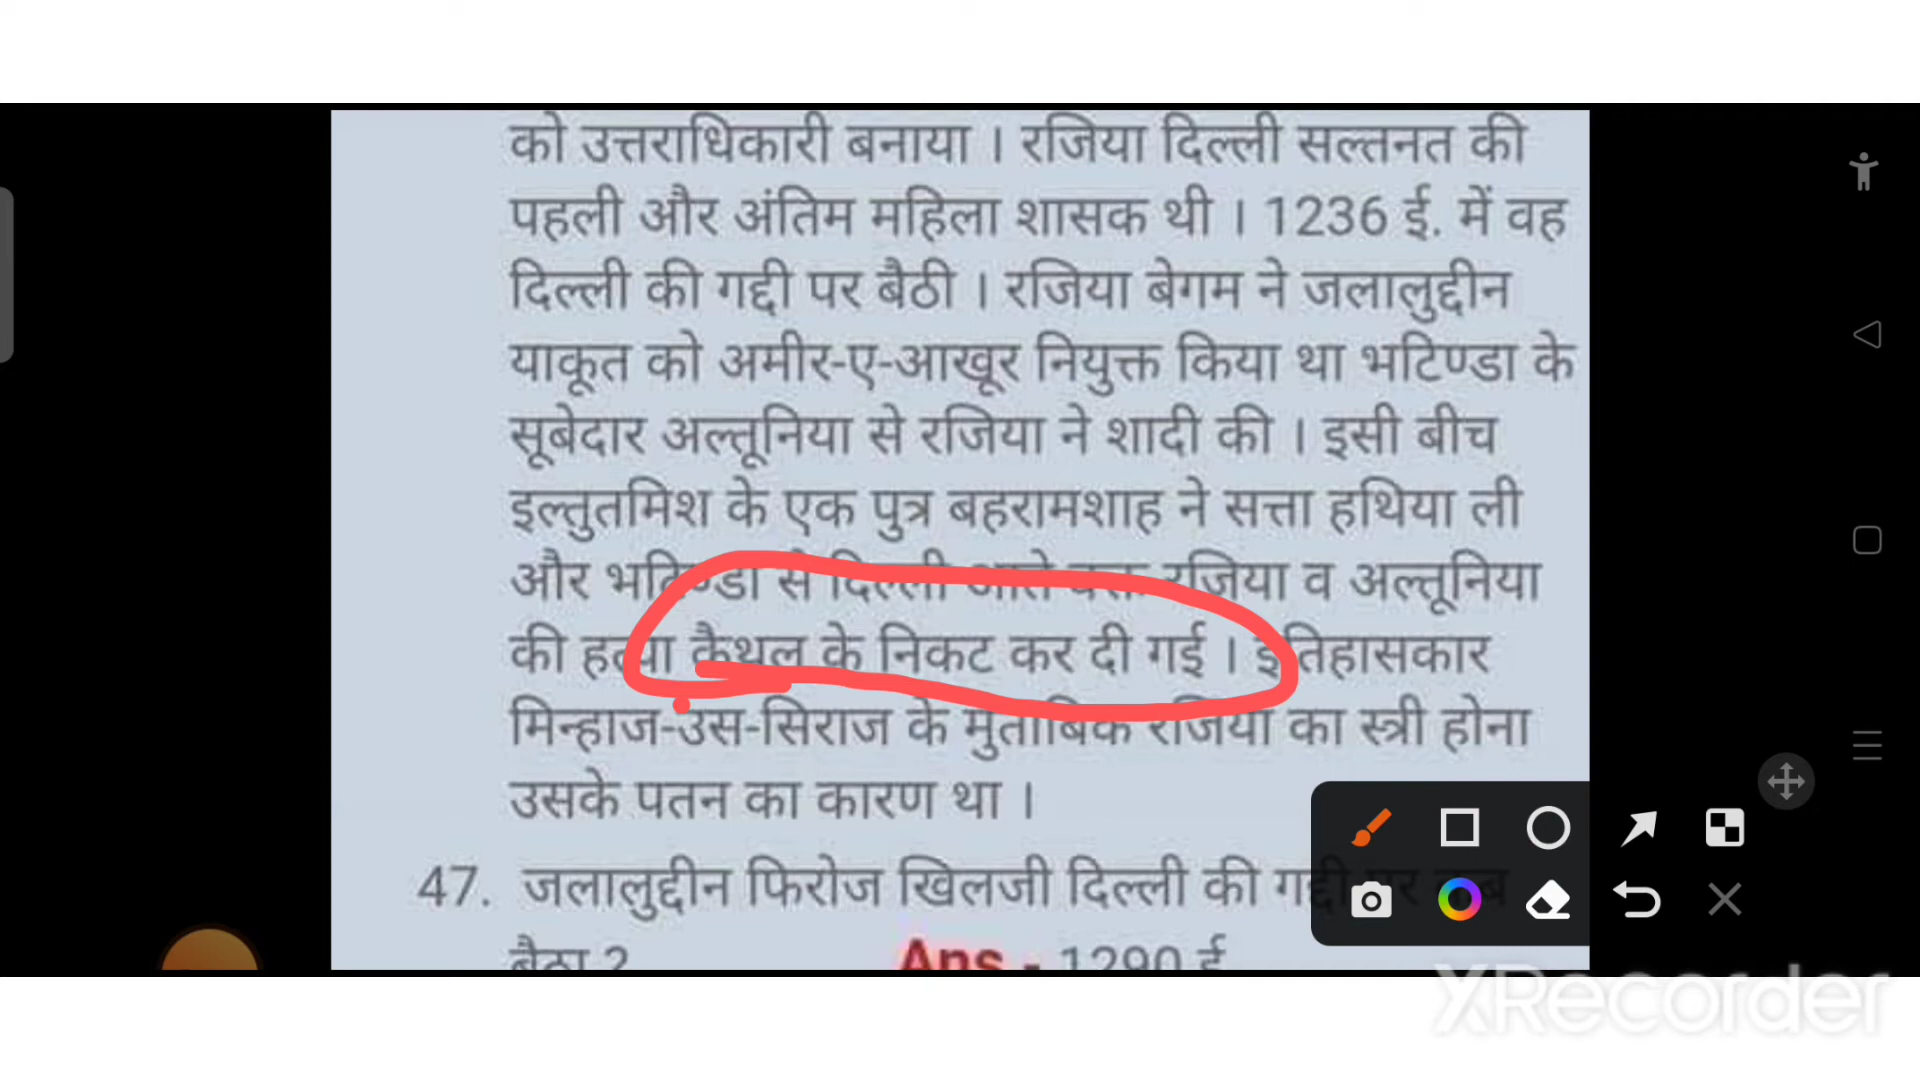 को उत्तराधिकारी बनाया । रजिया दिल्ली सल्तनत की
पहली और अंतिम महिला शासक थी । 1236 ई. में वह
दिल्ली की गद्दी पर बैठी । रजिया बेगम ने जलालुद्दीन
याकूत को अमीर-ए-आखूर नियुक्त किया था भटिण्डा के
सूबेदार अल्तूनिया से रजिया ने शादी की । इसी बीच
इल्तुतमिश के एक पुत्र बहरामशाह ने सत्ता हथिया ली
और भटिण्डा से दिल्ली आते वक्त रजिया व अल्तूनिया
की हत्या कैथल के निकट कर दी गई । इतिहासकार
मिन्हाज-उस-सिराज के मुताबिक रजिया का स्त्री होना
उसके पतन का कारण था ।
47. जलालुद्दीन फिरोज खिलजी दिल्ली की गद्दी पर कब
बैठा ? Ans - 1290 ई
XRecorder